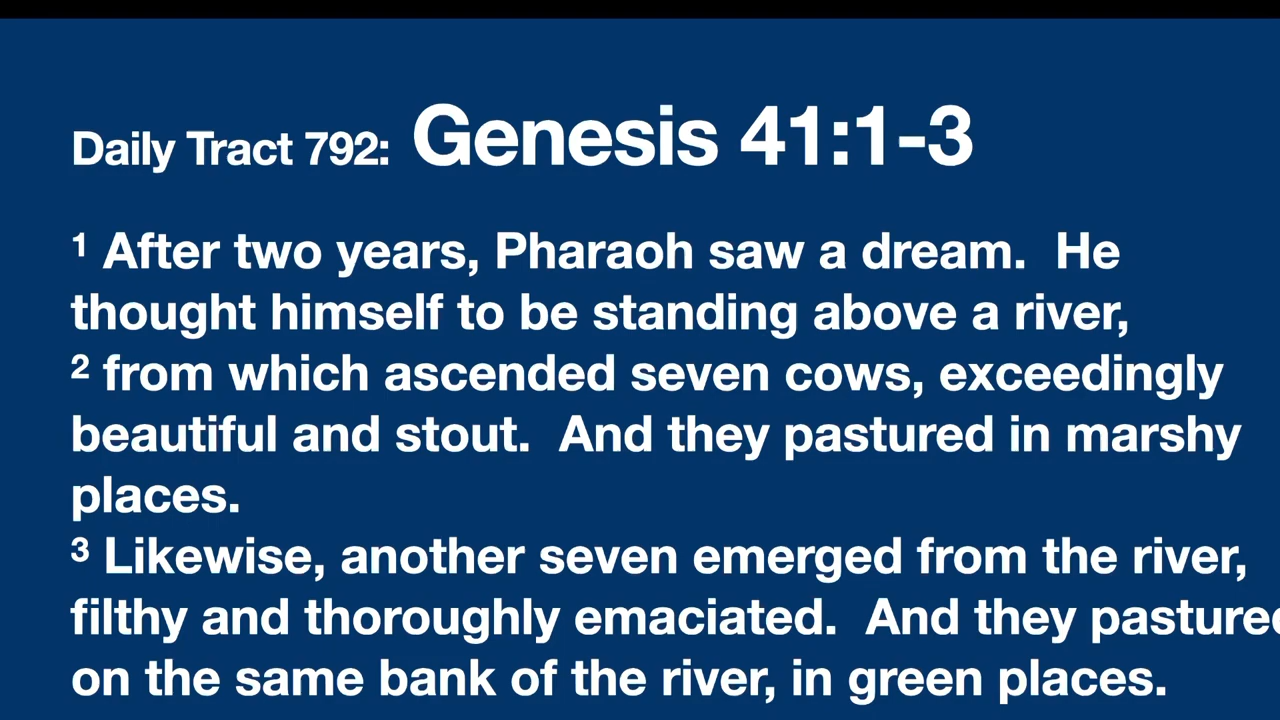 Daily Tract 792: Genesis 41:1-3
¹ After two years, Pharaoh saw a dream.  He
thought himself to be standing above a river,
² from which ascended seven cows, exceedingly
beautiful and stout.  And they pastured in marshy
places.
³ Likewise, another seven emerged from the river,
filthy and thoroughly emaciated.  And they pastured
on the same bank of the river, in green places.